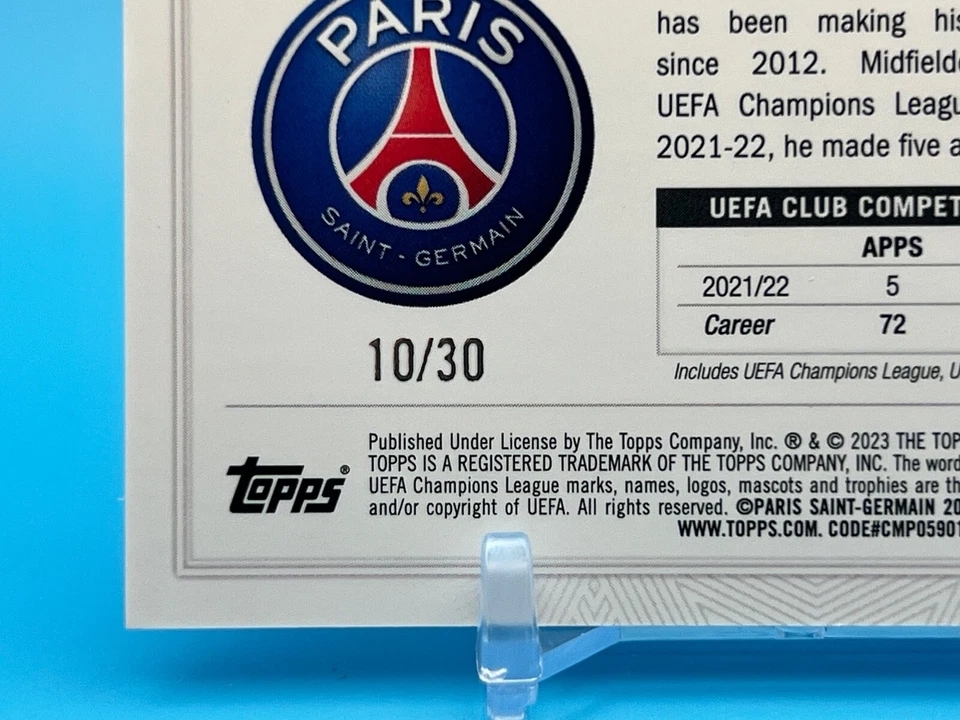 PARIS
SAINT-GERMAIN
has been making his
since 2012. Midfielde
UEFA Champions Leagu
2021-22, he made five a
UEFA CLUB COMPET
APPS
2021/22 5
Career 72
Includes UEFA Champions League, U
10/30
TOPPS®
Published Under License by The Topps Company, Inc. ® & © 2023 THE TOP
TOPPS IS A REGISTERED TRADEMARK OF THE TOPPS COMPANY, INC. The word
UEFA Champions League marks, names, logos, mascots and trophies are th
and/or copyright of UEFA. All rights reserved. ©PARIS SAINT-GERMAIN 20
WWW.TOPPS.COM. CODE#CMP05901